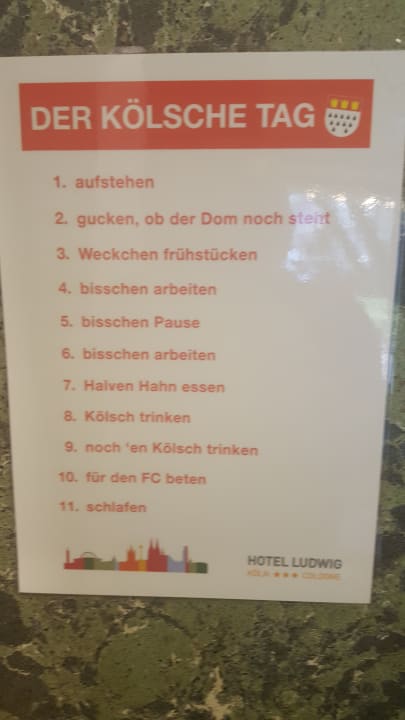 DER KÖLSCHE TAG
1. aufstehen
2. gucken, ob der Dom noch steht
3. Weckchen frühstücken
4. bisschen arbeiten
5. bisschen Pause
6. bisschen arbeiten
7. Halven Hahn essen
8. Kölsch trinken
9. noch ‘en Kölsch trinken
10. für den FC beten
11. schlafen
HOTEL LUDWIG
KÖLN ★★★ COLOGNE